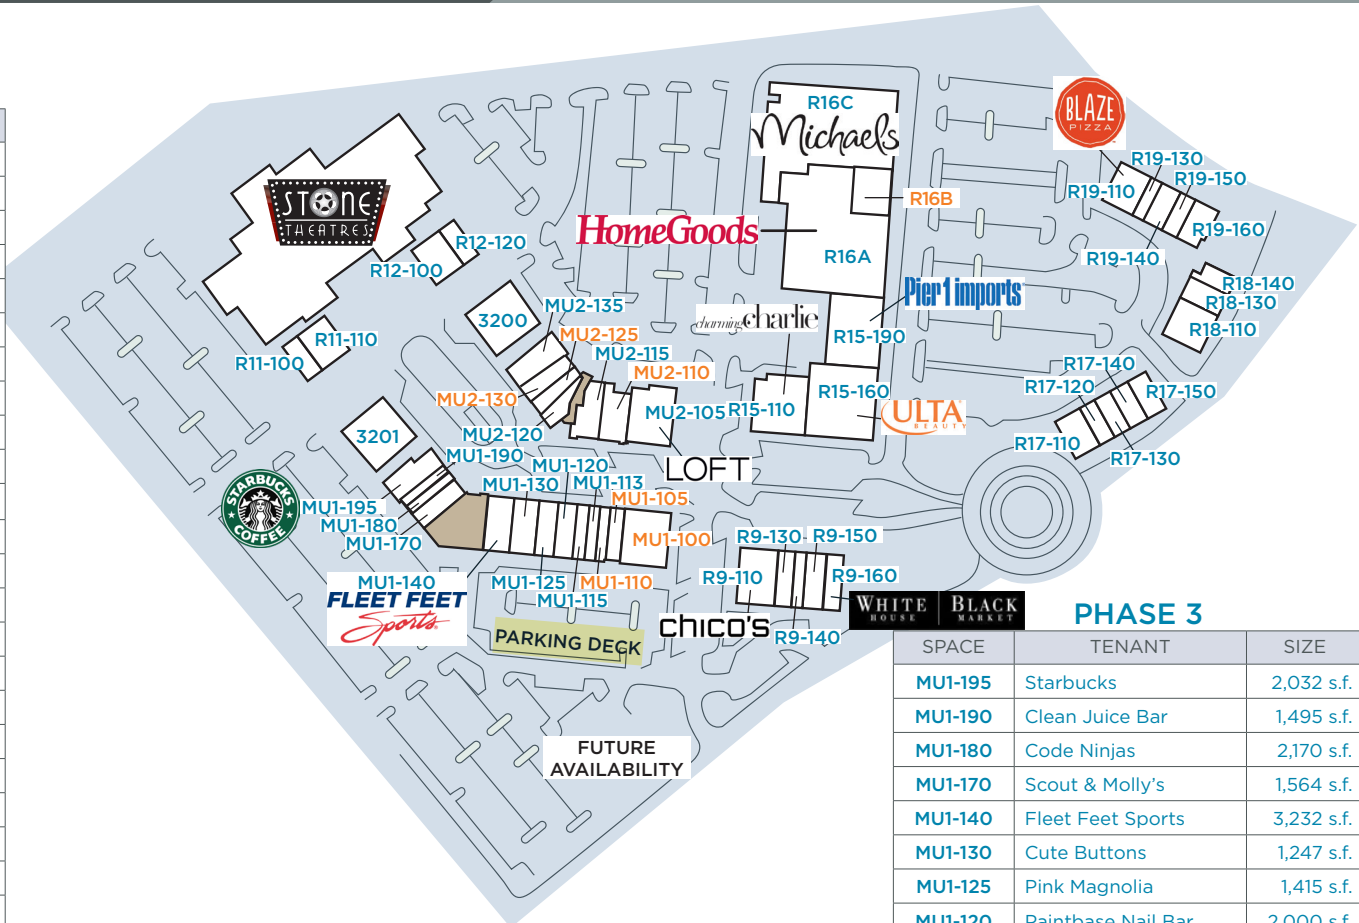 R16C
Michaels
BLAZE
PIZZA
R19-130
R19-150
R19-110
R16B
STONE
THEATRES
HomeGoods
R19-160
R12-120
R19-140
R12-100
R16A
R18-140
Pier 1 imports
R18-130
MU2-135
3200
charming charlie
R18-110
MU2-125
R11-110
R15-190
MU2-115
R11-100
R17-140
MU2-110
R17-120
R15-160
R17-150
MU2-130
MU2-105
R15-110
ULTA
BEAUTY
3201
MU2-120
R17-110
MU1-190
R17-130
MU1-120
LOFT
MU1-130
MU1-113
STARBUCKS
COFFEE
MU1-195
MU1-105
MU1-180
R9-130
R9-150
MU1-170
MU1-100
R9-110
R9-160
MU1-140
MU1-125
MU1-110
FLEET FEET
Sports
MU1-115
WHITE
HOUSE
BLACK
MARKET
chico's
R9-140
PARKING DECK
FUTURE
AVAILABILITY
PHASE 3
SPACE TENANT SIZE
MU1-195 Starbucks 2,032 s.f.
MU1-190 Clean Juice Bar 1,495 s.f.
MU1-180 Code Ninjas 2,170 s.f.
MU1-170 Scout & Molly’s 1,564 s.f.
MU1-140 Fleet Feet Sports 3,232 s.f.
MU1-130 Cute Buttons 1,247 s.f.
MU1-125 Pink Magnolia 1,415 s.f.
MU1-120 Paintbase Nail Bar 2,000 s.f.